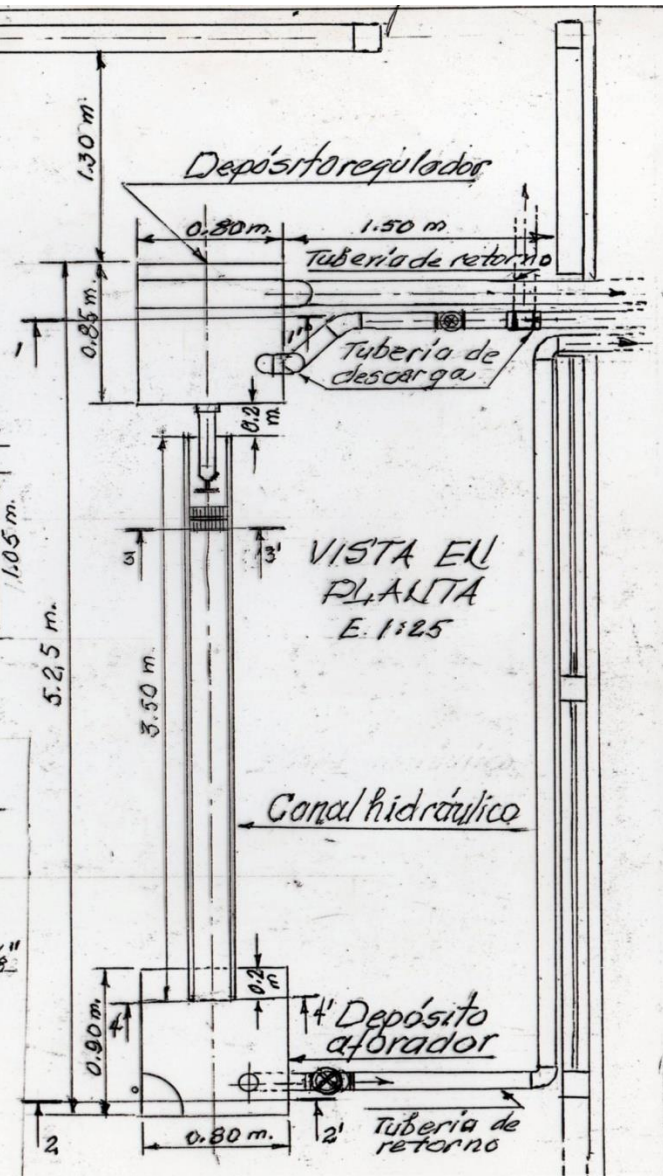 1.30 m.
Depósito regulador
0.80 m.
1.50 m
Tubería de retorno
0.85 m.
1
1'
Tubería de
descarga
0.2
m.
3
3'
VISTA EN
PLANTA
E. 1:25
1.05 m.
5.2,5 m.
3.50 m.
Canal hidráulico
0.2
m
4
4'
Depósito
aforador
0.90 m.
2
0.80 m.
2'
Tubería de
retorno